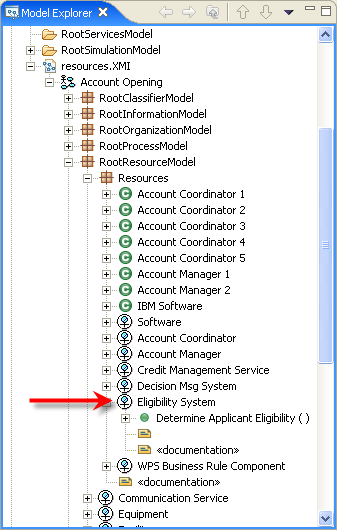 Model Explorer
RootServicesModel
RootSimulationModel
resources.XMI
Account Opening
RootClassifierModel
RootInformationModel
RootOrganizationModel
RootProcessModel
RootResourceModel
Resources
Account Coordinator 1
Account Coordinator 2
Account Coordinator 3
Account Coordinator 4
Account Coordinator 5
Account Manager 1
Account Manager 2
IBM Software
Software
Account Coordinator
Account Manager
Credit Management Service
Decision Msg System
Eligibility System
Determine Applicant Eligibility ( )
«documentation»
WPS Business Rule Component
«documentation»
Communication Service
Equipment